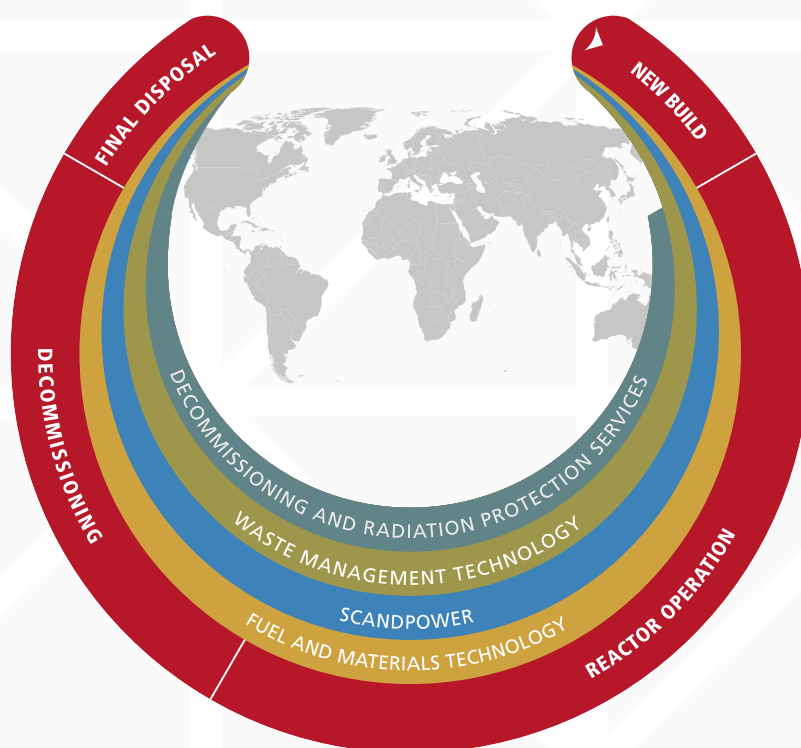 FINAL DISPOSAL
NEW BUILD
DECOMMISSIONING
REACTOR OPERATION
DECOMMISSIONING AND RADIATION PROTECTION SERVICES
WASTE MANAGEMENT TECHNOLOGY
SCANDPOWER
FUEL AND MATERIALS TECHNOLOGY